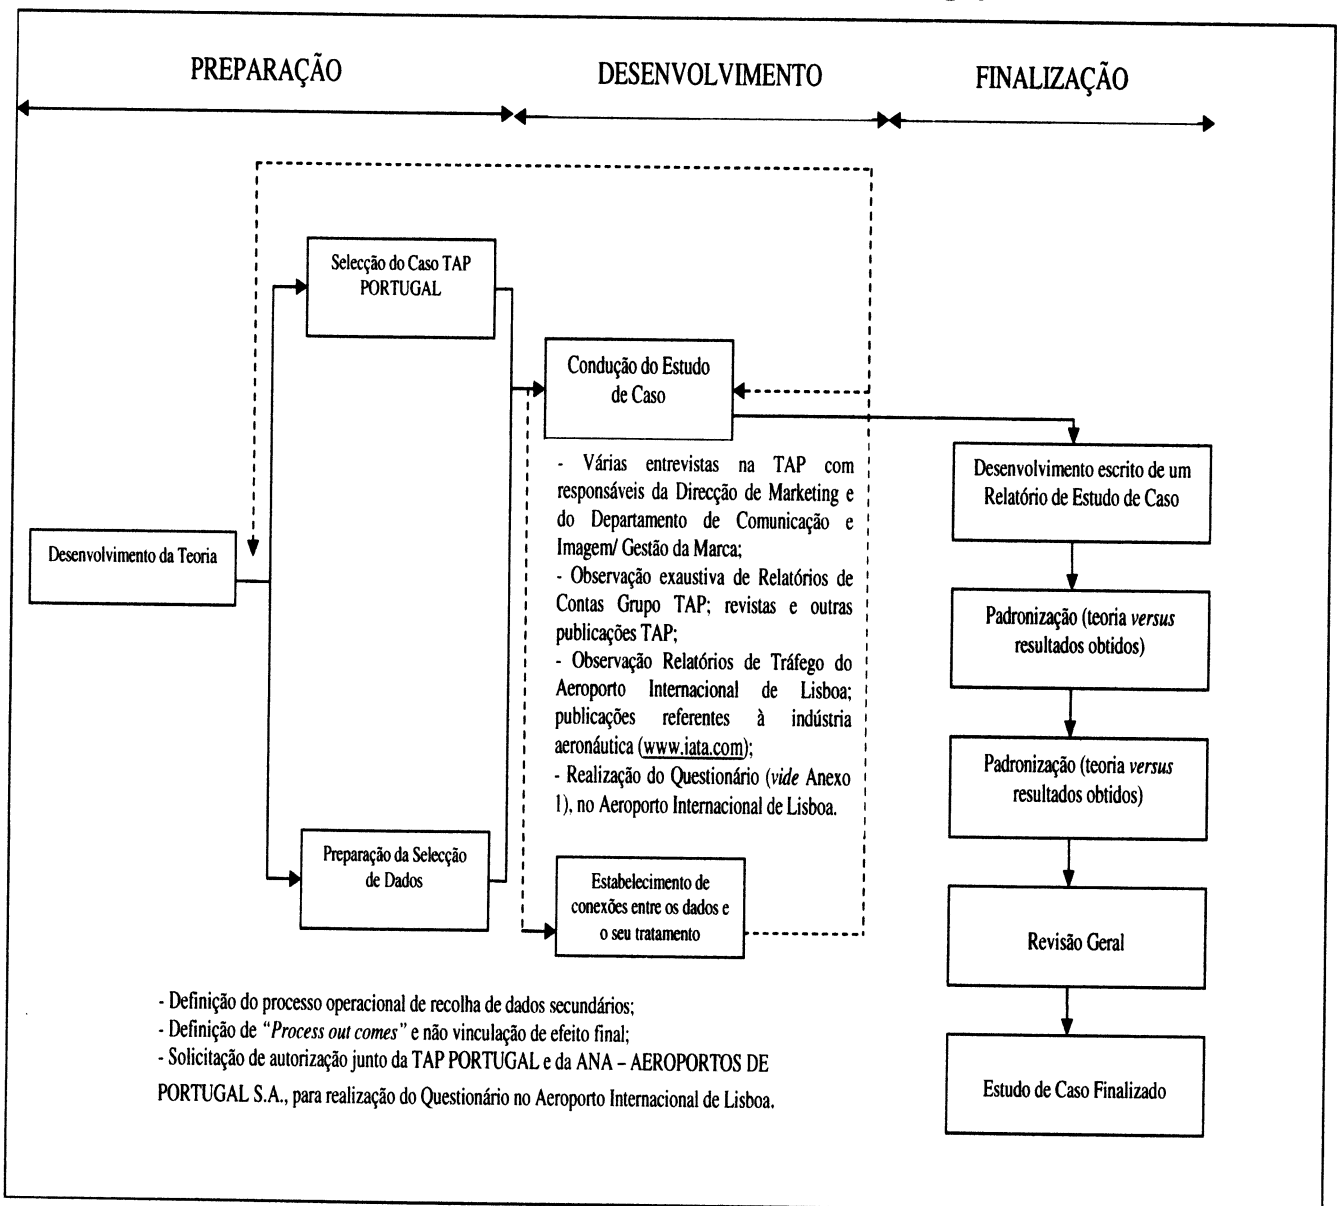 PREPARAÇÃO
DESENVOLVIMENTO
FINALIZAÇÃO
Selecção do Caso TAP
PORTUGAL
Condução do Estudo
de Caso
Desenvolvimento da Teoria
- Várias entrevistas na TAP com
responsáveis da Direcção de Marketing e
do Departamento de Comunicação e
Imagem/ Gestão da Marca;
- Observação exaustiva de Relatórios de
Contas Grupo TAP; revistas e outras
publicações TAP;
- Observação Relatórios de Tráfego do
Aeroporto Internacional de Lisboa;
publicações referentes à indústria
aeronáutica (www.iata.com);
- Realização do Questionário (vide Anexo
1), no Aeroporto Internacional de Lisboa.
Preparação da Selecção
de Dados
Estabelecimento de
conexões entre os dados e
o seu tratamento
Desenvolvimento escrito de um
Relatório de Estudo de Caso
Padronização (teoria versus
resultados obtidos)
Padronização (teoria versus
resultados obtidos)
Revisão Geral
Estudo de Caso Finalizado
- Definição do processo operacional de recolha de dados secundários;
- Definição de “Process out comes” e não vinculação de efeito final;
- Solicitação de autorização junto da TAP PORTUGAL e da ANA – AEROPORTOS DE
PORTUGAL S.A., para realização do Questionário no Aeroporto Internacional de Lisboa.